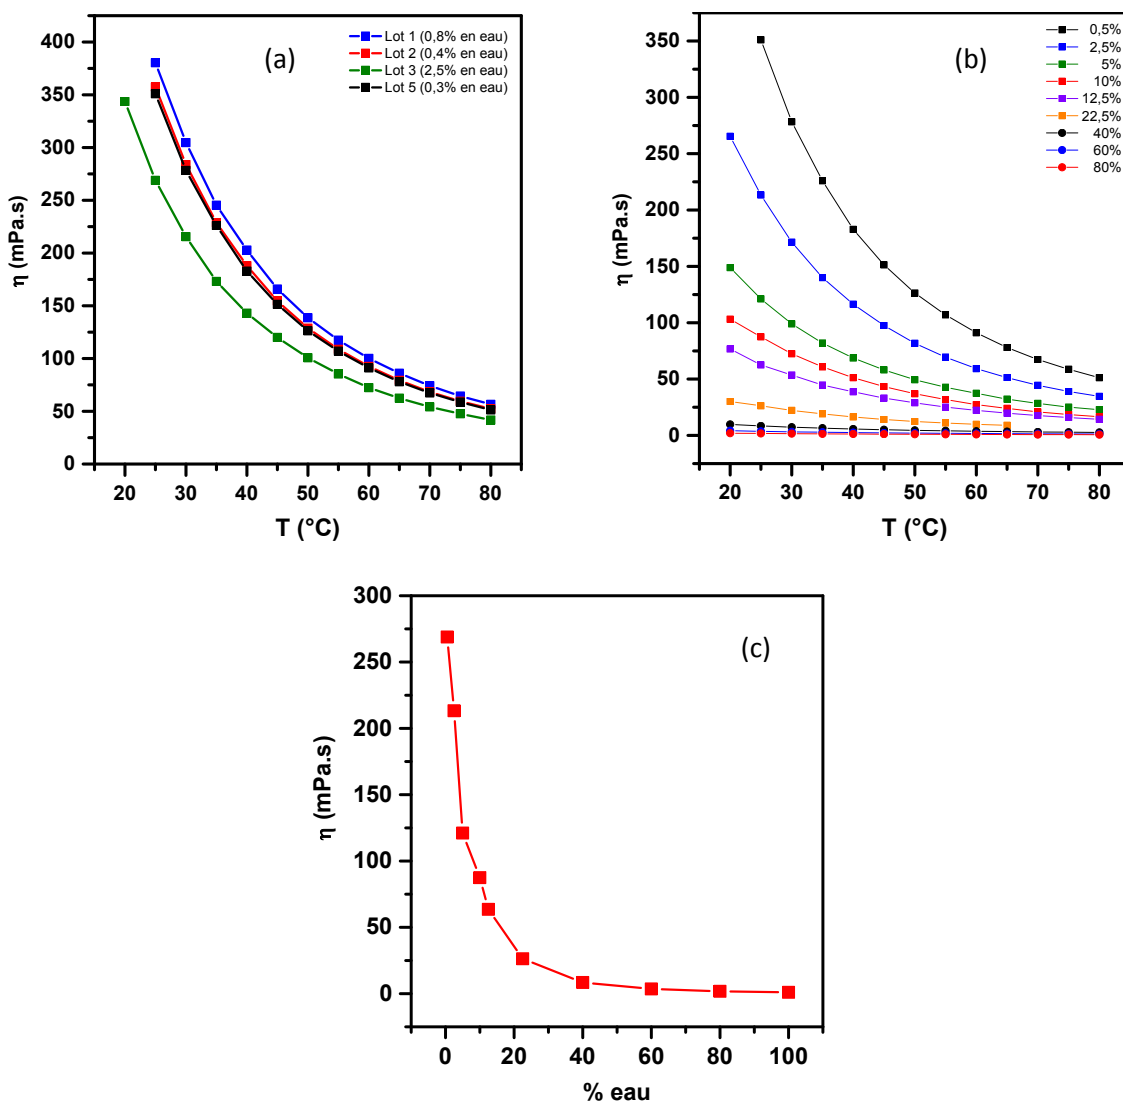 (a)
Lot 1 (0,8% en eau)
Lot 2 (0,4% en eau)
Lot 3 (2,5% en eau)
Lot 5 (0,3% en eau)
400
350
300
250
200
150
100
50
0
η (mPa.s)
20 30 40 50 60 70 80
T (°C)
(b)
0,5%
2,5%
5%
10%
12,5%
22,5%
40%
60%
80%
350
300
250
200
150
100
50
0
η (mPa.s)
20 30 40 50 60 70 80
T (°C)
(c)
300
250
200
150
100
50
0
η (mPa.s)
0 20 40 60 80 100
% eau